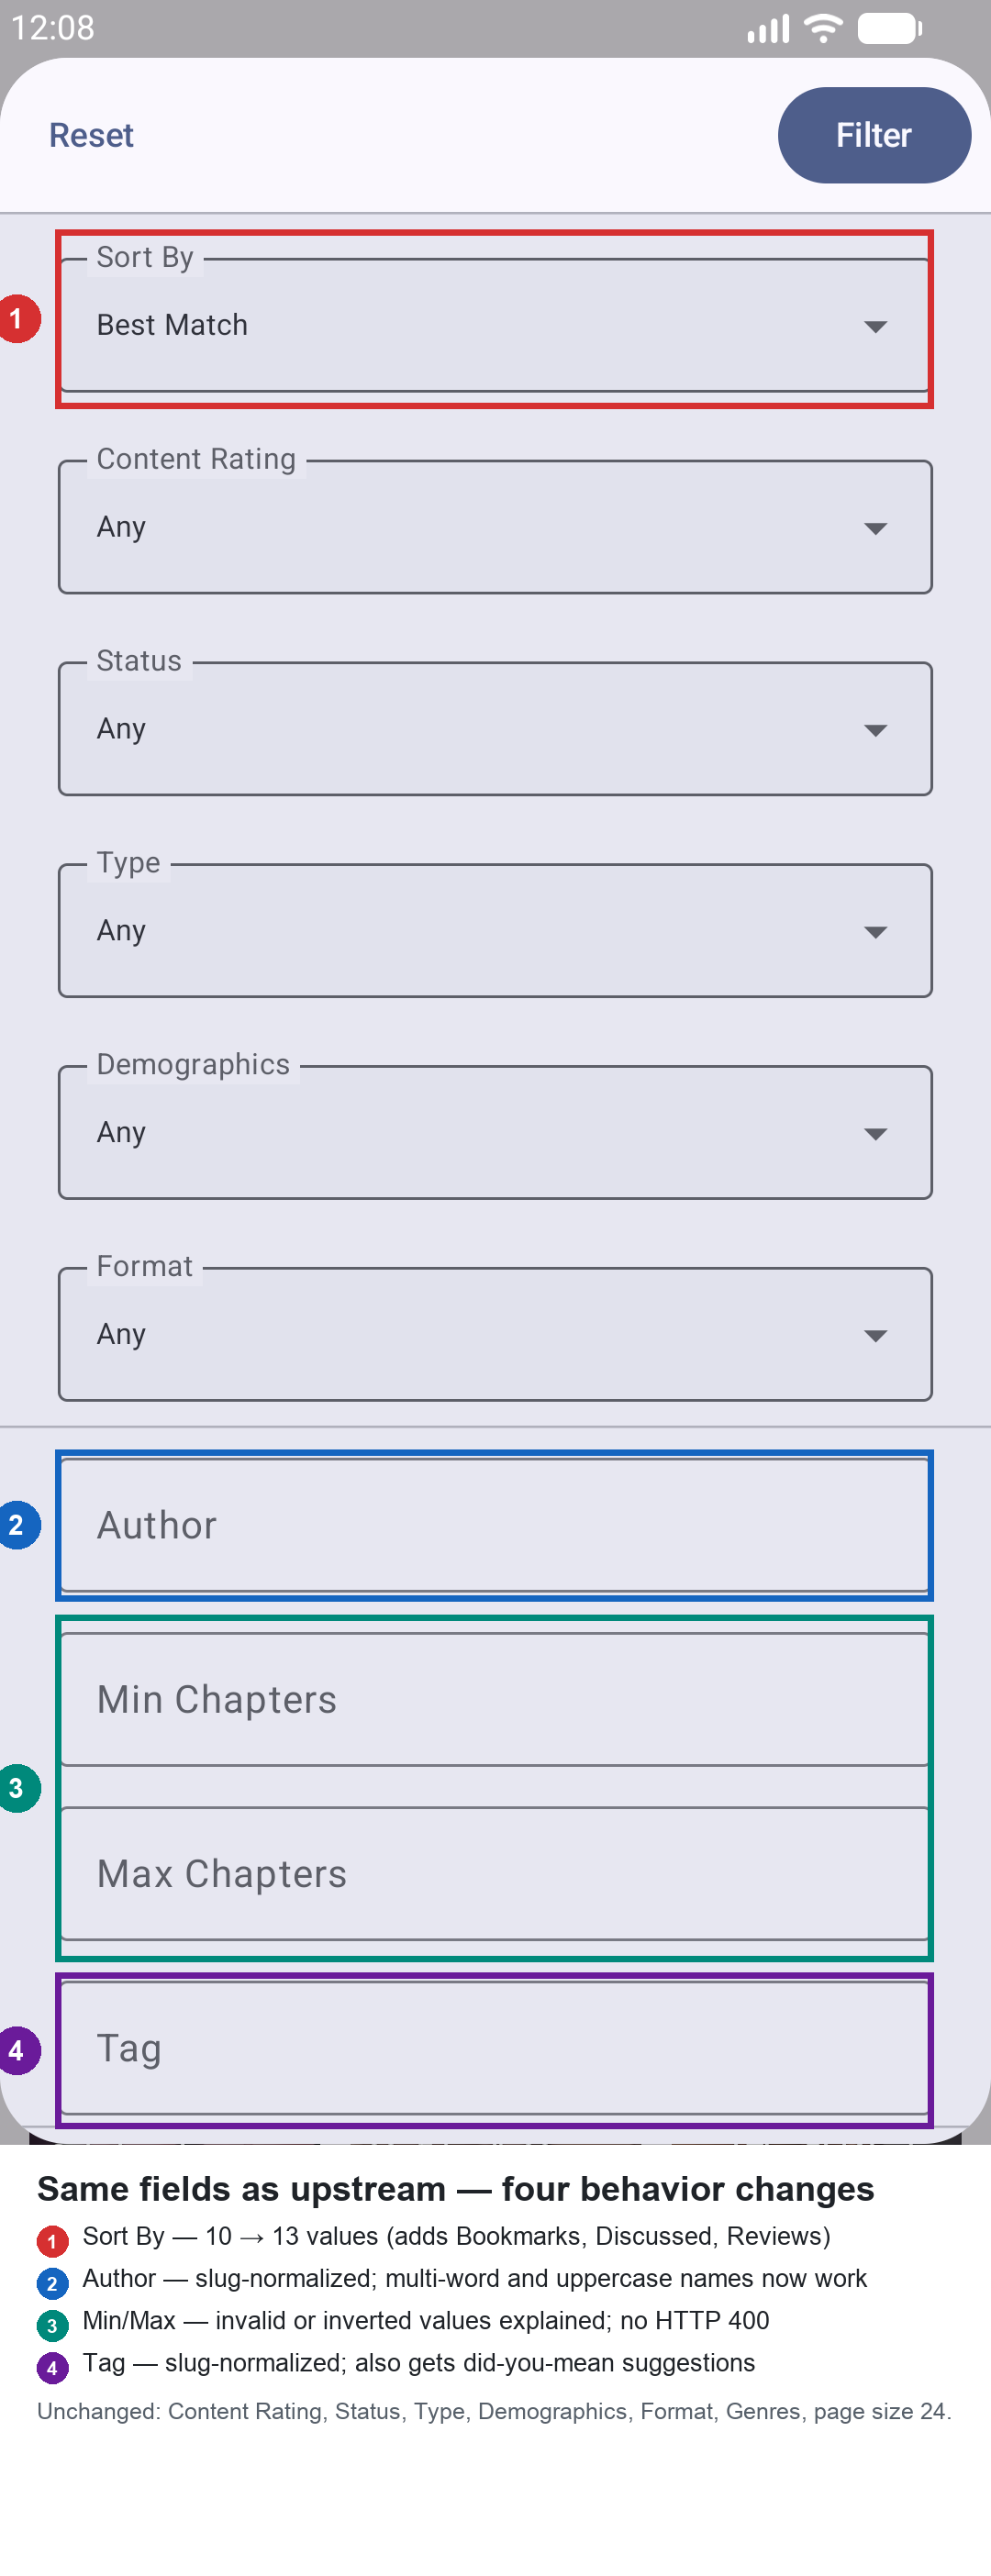 12:08
Reset
Filter
Sort By
1
Best Match
Content Rating
Any
Status
Any
Type
Any
Demographics
Any
Format
Any
2
Author
Min Chapters
3
Max Chapters
4
Tag
Same fields as upstream — four behavior changes
1 Sort By — 10 → 13 values (adds Bookmarks, Discussed, Reviews)
2 Author — slug-normalized; multi-word and uppercase names now work
3 Min/Max — invalid or inverted values explained; no HTTP 400
4 Tag — slug-normalized; also gets did-you-mean suggestions
Unchanged: Content Rating, Status, Type, Demographics, Format, Genres, page size 24.